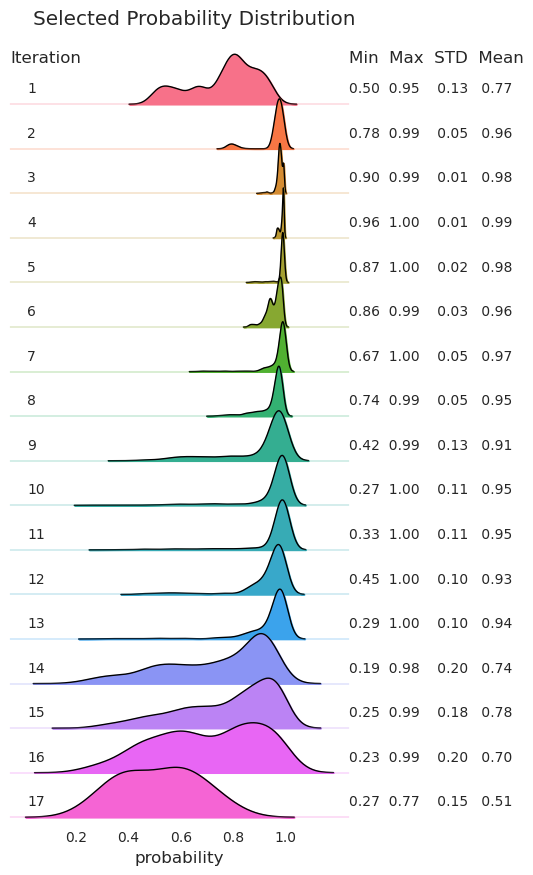 Selected Probability Distribution
Iteration Min Max STD Mean
1 0.50 0.95 0.13 0.77
2 0.78 0.99 0.05 0.96
3 0.90 0.99 0.01 0.98
4 0.96 1.00 0.01 0.99
5 0.87 1.00 0.02 0.98
6 0.86 0.99 0.03 0.96
7 0.67 1.00 0.05 0.97
8 0.74 0.99 0.05 0.95
9 0.42 0.99 0.13 0.91
10 0.27 1.00 0.11 0.95
11 0.33 1.00 0.11 0.95
12 0.45 1.00 0.10 0.93
13 0.29 1.00 0.10 0.94
14 0.19 0.98 0.20 0.74
15 0.25 0.99 0.18 0.78
16 0.23 0.99 0.20 0.70
17 0.27 0.77 0.15 0.51
0.2 0.4 0.6 0.8 1.0
probability